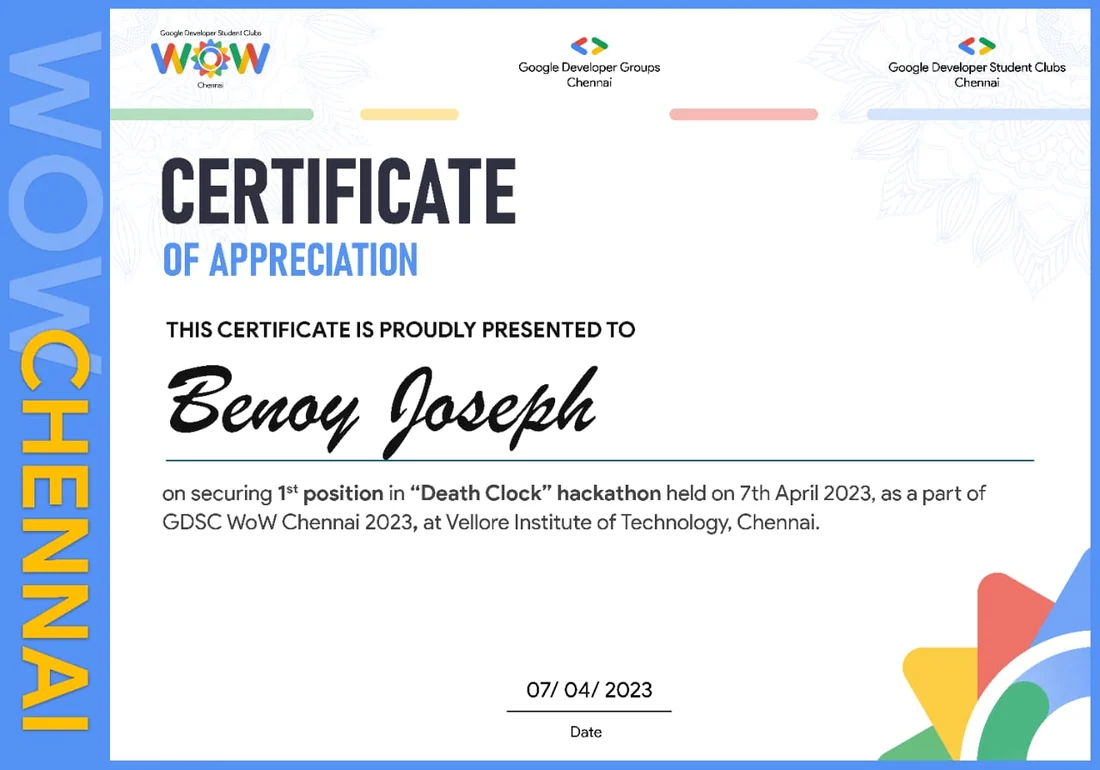 WOW CHENNAI
Google Developer Student Clubs
WOW
Chennai
Google Developer Groups
Chennai
Google Developer Student Clubs
Chennai
CERTIFICATE
OF APPRECIATION
THIS CERTIFICATE IS PROUDLY PRESENTED TO
Benoy Joseph
on securing 1st position in “Death Clock” hackathon held on 7th April 2023, as a part of
GDSC WoW Chennai 2023, at Vellore Institute of Technology, Chennai.
07/ 04/ 2023
Date